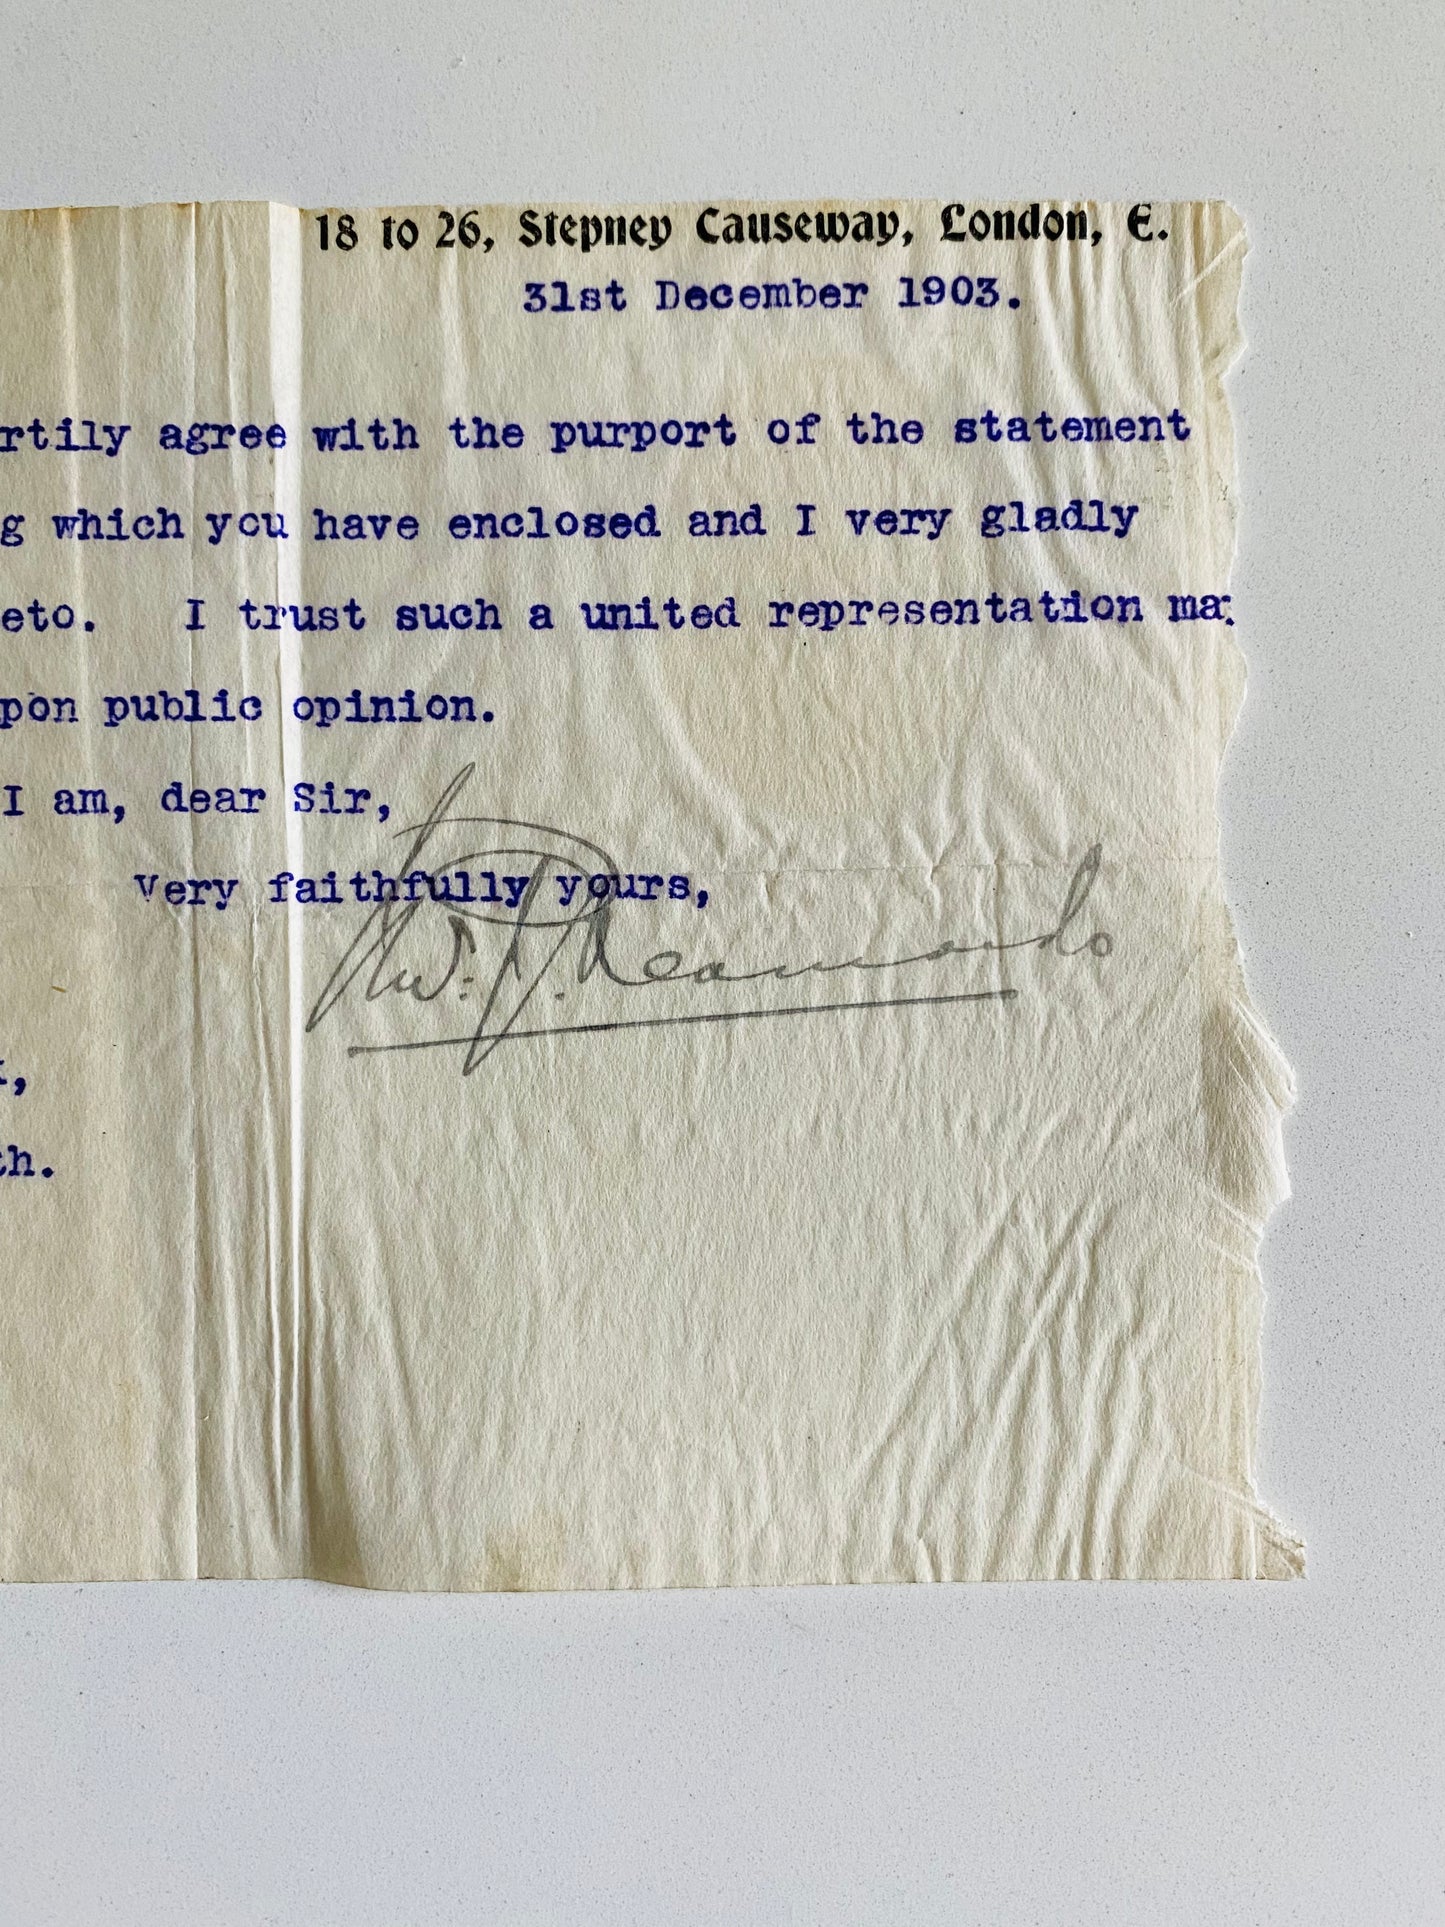 18 to 26, Stepney Causeway, London, E.
31st December 1903.
rtily agree with the purport of the statement
g which you have enclosed and I very gladly
eto. I trust such a united representation ma
pon public opinion.
I am, dear Sir,
Very faithfully yours,
th.